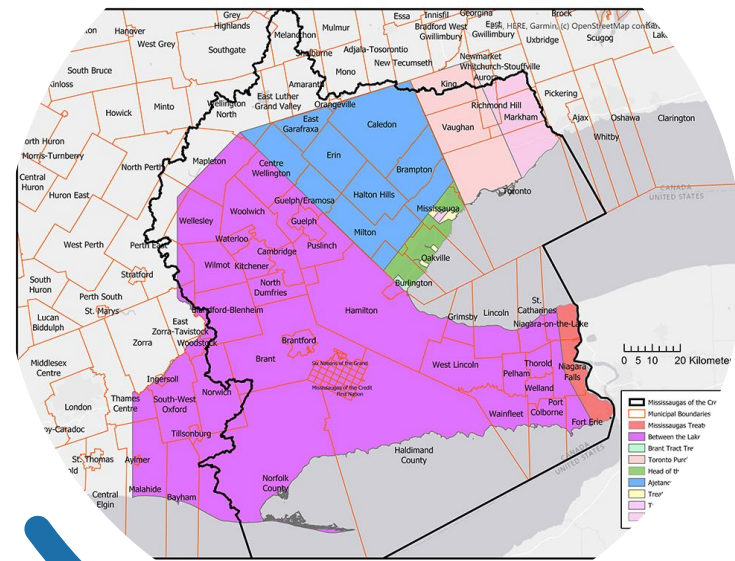 Grey
Highlands
Hanover
West Grey
Melancthon
Mulmur
Essa
Innisfil
Bradford West
Gwillimbury
Georgina
East
Gwillimbury
HERE, Garmin, (c) OpenStreetMap
Brock
Uxbridge
Scugog
Southgate
Shelburne
Adjala-Tosorontio
New Tecumseth
Mono
Newmarket
Whitchurch-Stouffville
Aurora
King
South Bruce
Amaranth
East Luther
Grand Valley
Orangeville
Pickering
Howick
Minto
Wellington
North
East
Garafraxa
Caledon
Vaughan
Richmond Hill
Markham
Ajax
Oshawa
Whitby
Clarington
Morris-Turnberry
North Perth
Mapleton
Centre
Wellington
Erin
Brampton
Toronto
Central
Huron
Huron East
Halton Hills
CANADA
UNITED STATES
Guelph/Eramosa
Mississauga
Wellesley
Woolwich
Guelph
Milton
West Perth
Perth East
Waterloo
Cambridge
Puslinch
Oakville
Stratford
Wilmot
Kitchener
North
Dumfries
Burlington
South
Huron
Perth South
St. Marys
Blandford-Blenheim
Hamilton
Grimsby
Lincoln
St.
Catharines
Niagara-on-the-Lake
Lucan
Biddulph
East
Zorra-Tavistock
Zorra
Woodstock
Brantford
0 5 10 20 Kilometer
Middlesex
Centre
Ingersoll
Brant
Six Nations of the Grand
Mississaugas of the Credit
First Nation
West Lincoln
Thorold
Pelham
Welland
Niagara
Falls
London
Thames
Centre
South-West
Oxford
Norwich
Wainfleet
Port
Colborne
Fort Erie
oy-Caradoc
Tillsonburg
Haldimand
County
CANADA
UNITED STATES
St. Thomas
Aylmer
Malahide
Bayham
Central
Elgin
Norfolk
County
Mississaugas of the Cr
Municipal Boundaries
Mississaugas Treat
Between the Lak
Brant Tract Tre
Toronto Purc
Head of th
Ajetanc
Treat
T